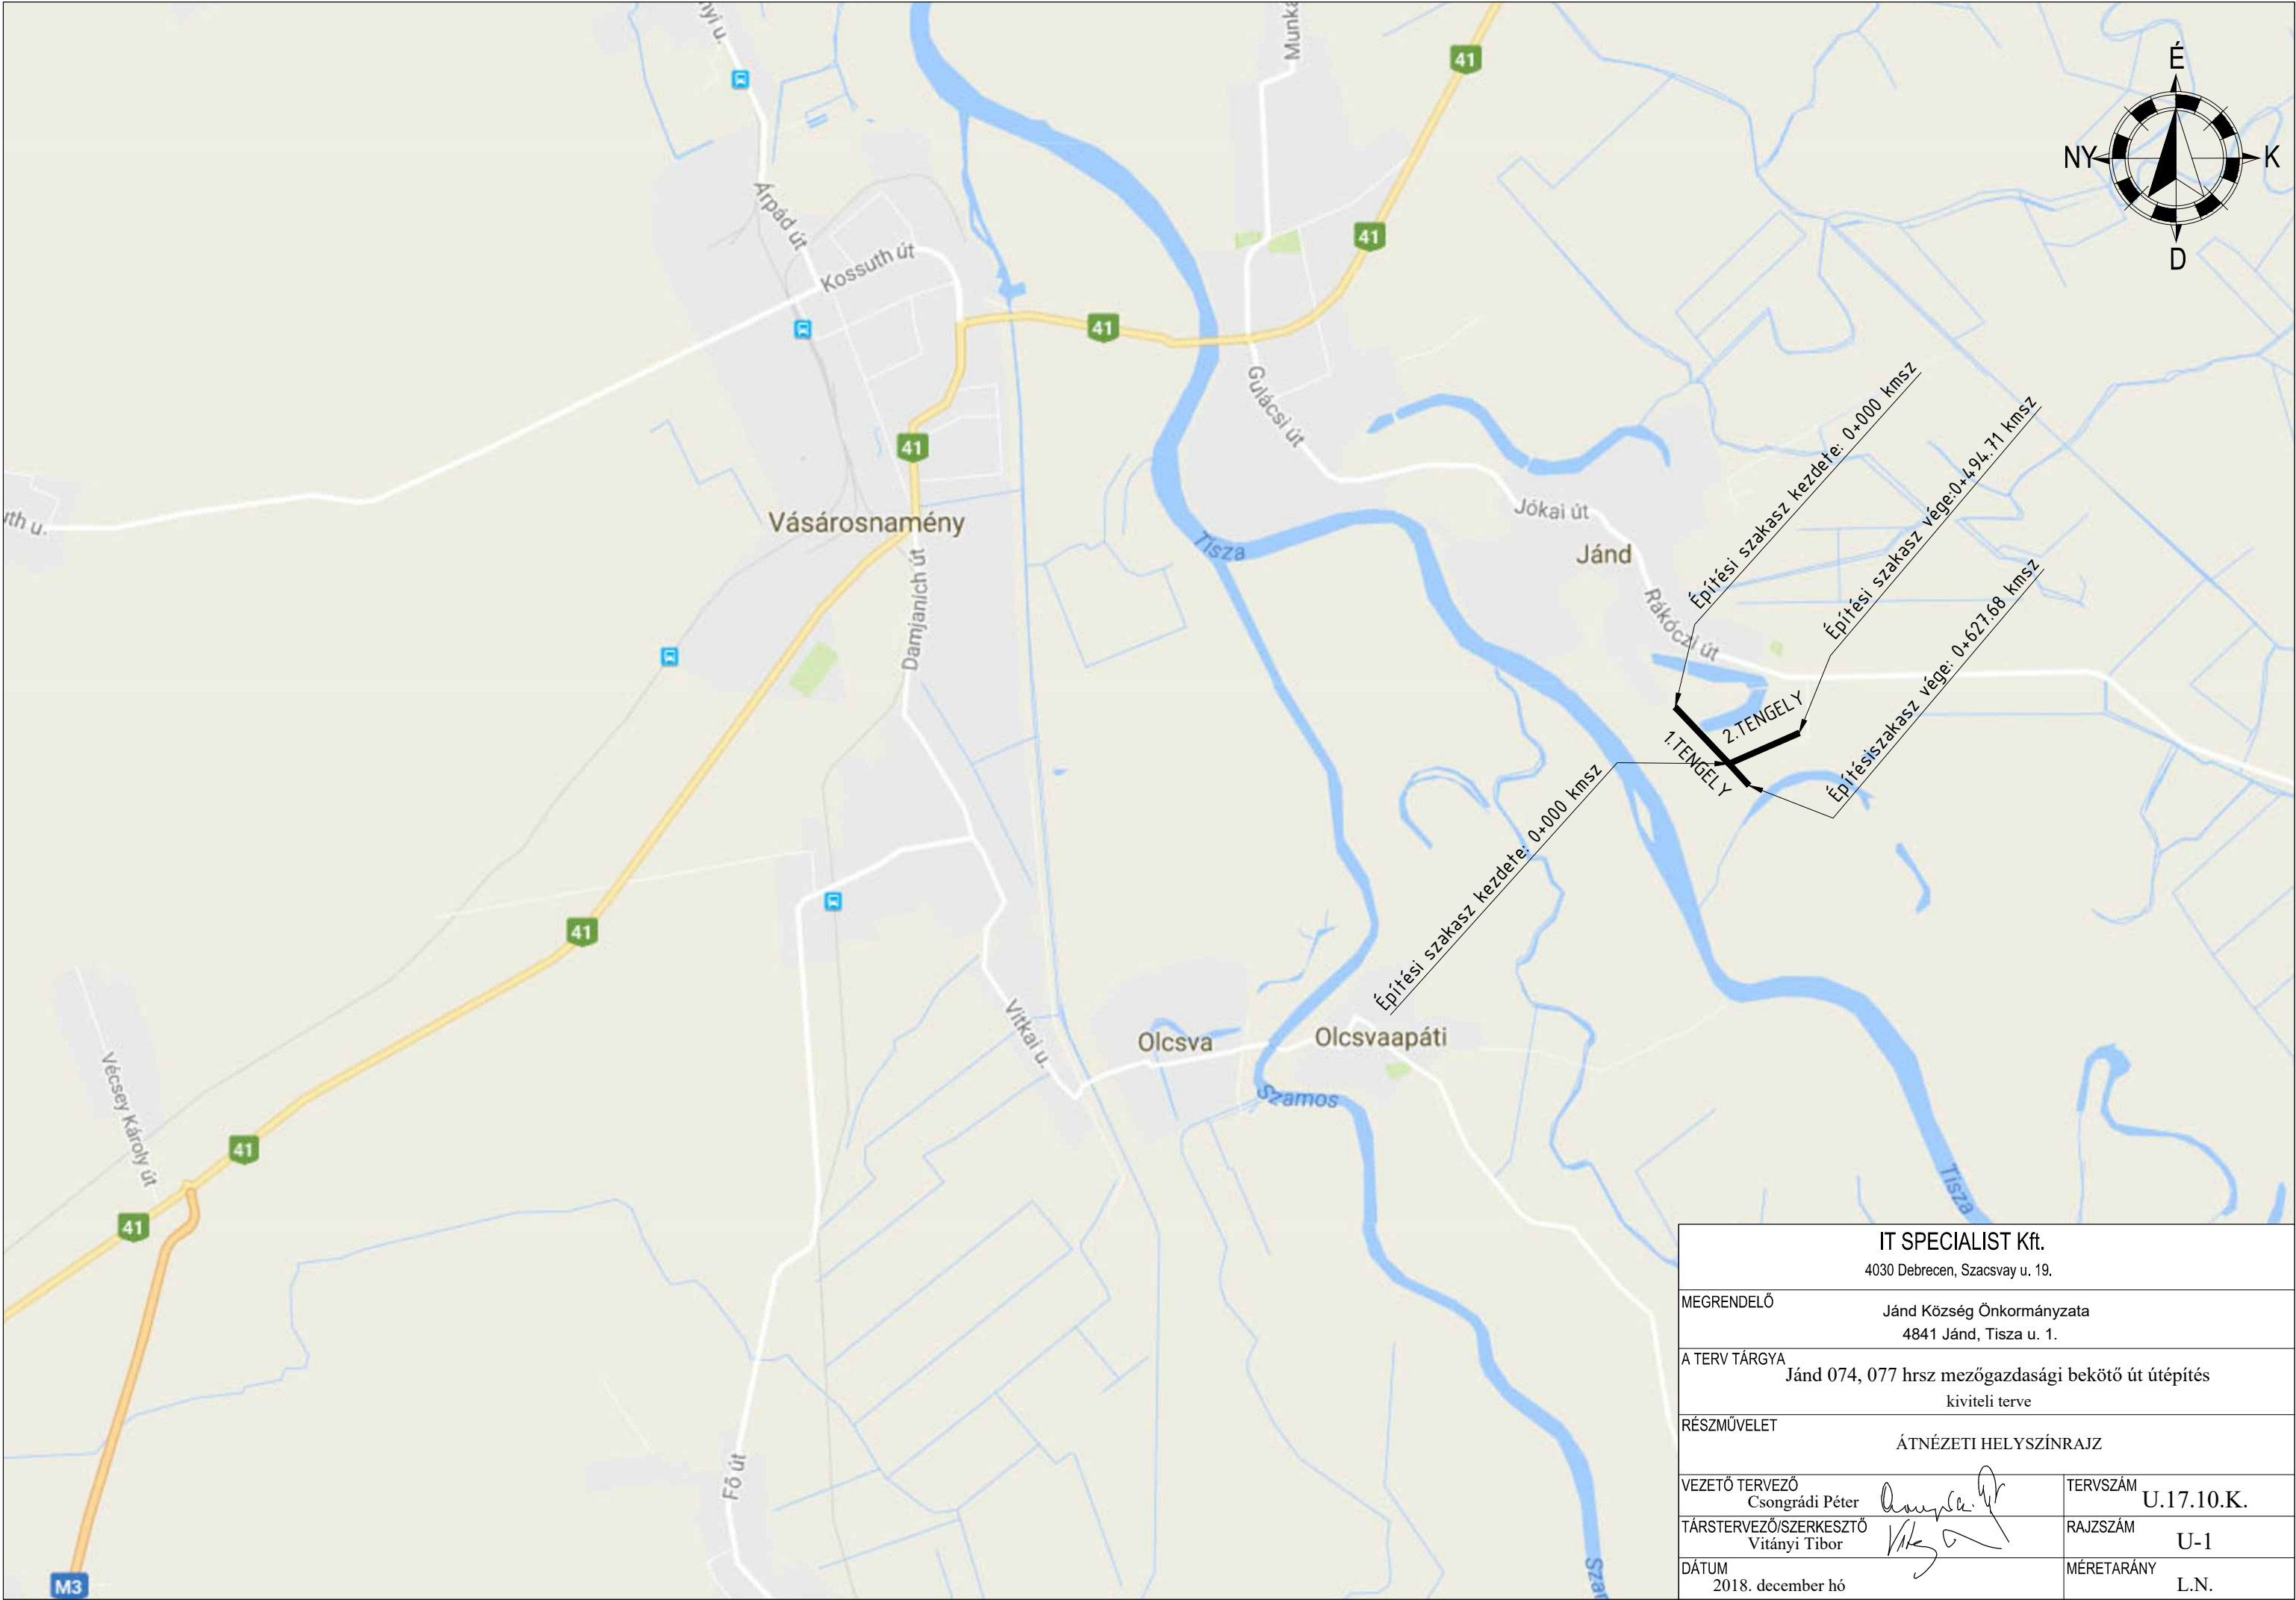 nyi u.
Munká
41
É
NY
K
D
Árpád út
Kossuth út
41
41
Gulácsi út
41
Építési szakasz kezdete: 0+000 kmsz
Építési szakasz vége:0+494.71 kmsz
uth u.
Vásárosnamény
Jókai út
Tisza
Jánd
Damjanich út
Rákóczi út
Építésiszakasz vége: 0+627.68 kmsz
2.TENGELY
1.TENGELY
Építési szakasz kezdete: 0+000 kmsz
41
Vitkai u.
Olcsva
Olcsvaapáti
Szamos
Vécsey Károly út
41
41
Tisza
Fő út
M3
Szar
IT SPECIALIST Kft.
4030 Debrecen, Szacsvay u. 19.
MEGRENDELŐ
Jánd Község Önkormányzata
4841 Jánd, Tisza u. 1.
A TERV TÁRGYA
Jánd 074, 077 hrsz mezőgazdasági bekötő út útépítés
kiviteli terve
RÉSZMŰVELET
ÁTNÉZETI HELYSZÍNRAJZ
VEZETŐ TERVEZŐ
Csongrádi Péter
TERVSZÁM
U.17.10.K.
TÁRSTERVEZŐ/SZERKESZTŐ
Vitányi Tibor
RAJZSZÁM
U-1
DÁTUM
2018. december hó
MÉRETARÁNY
L.N.